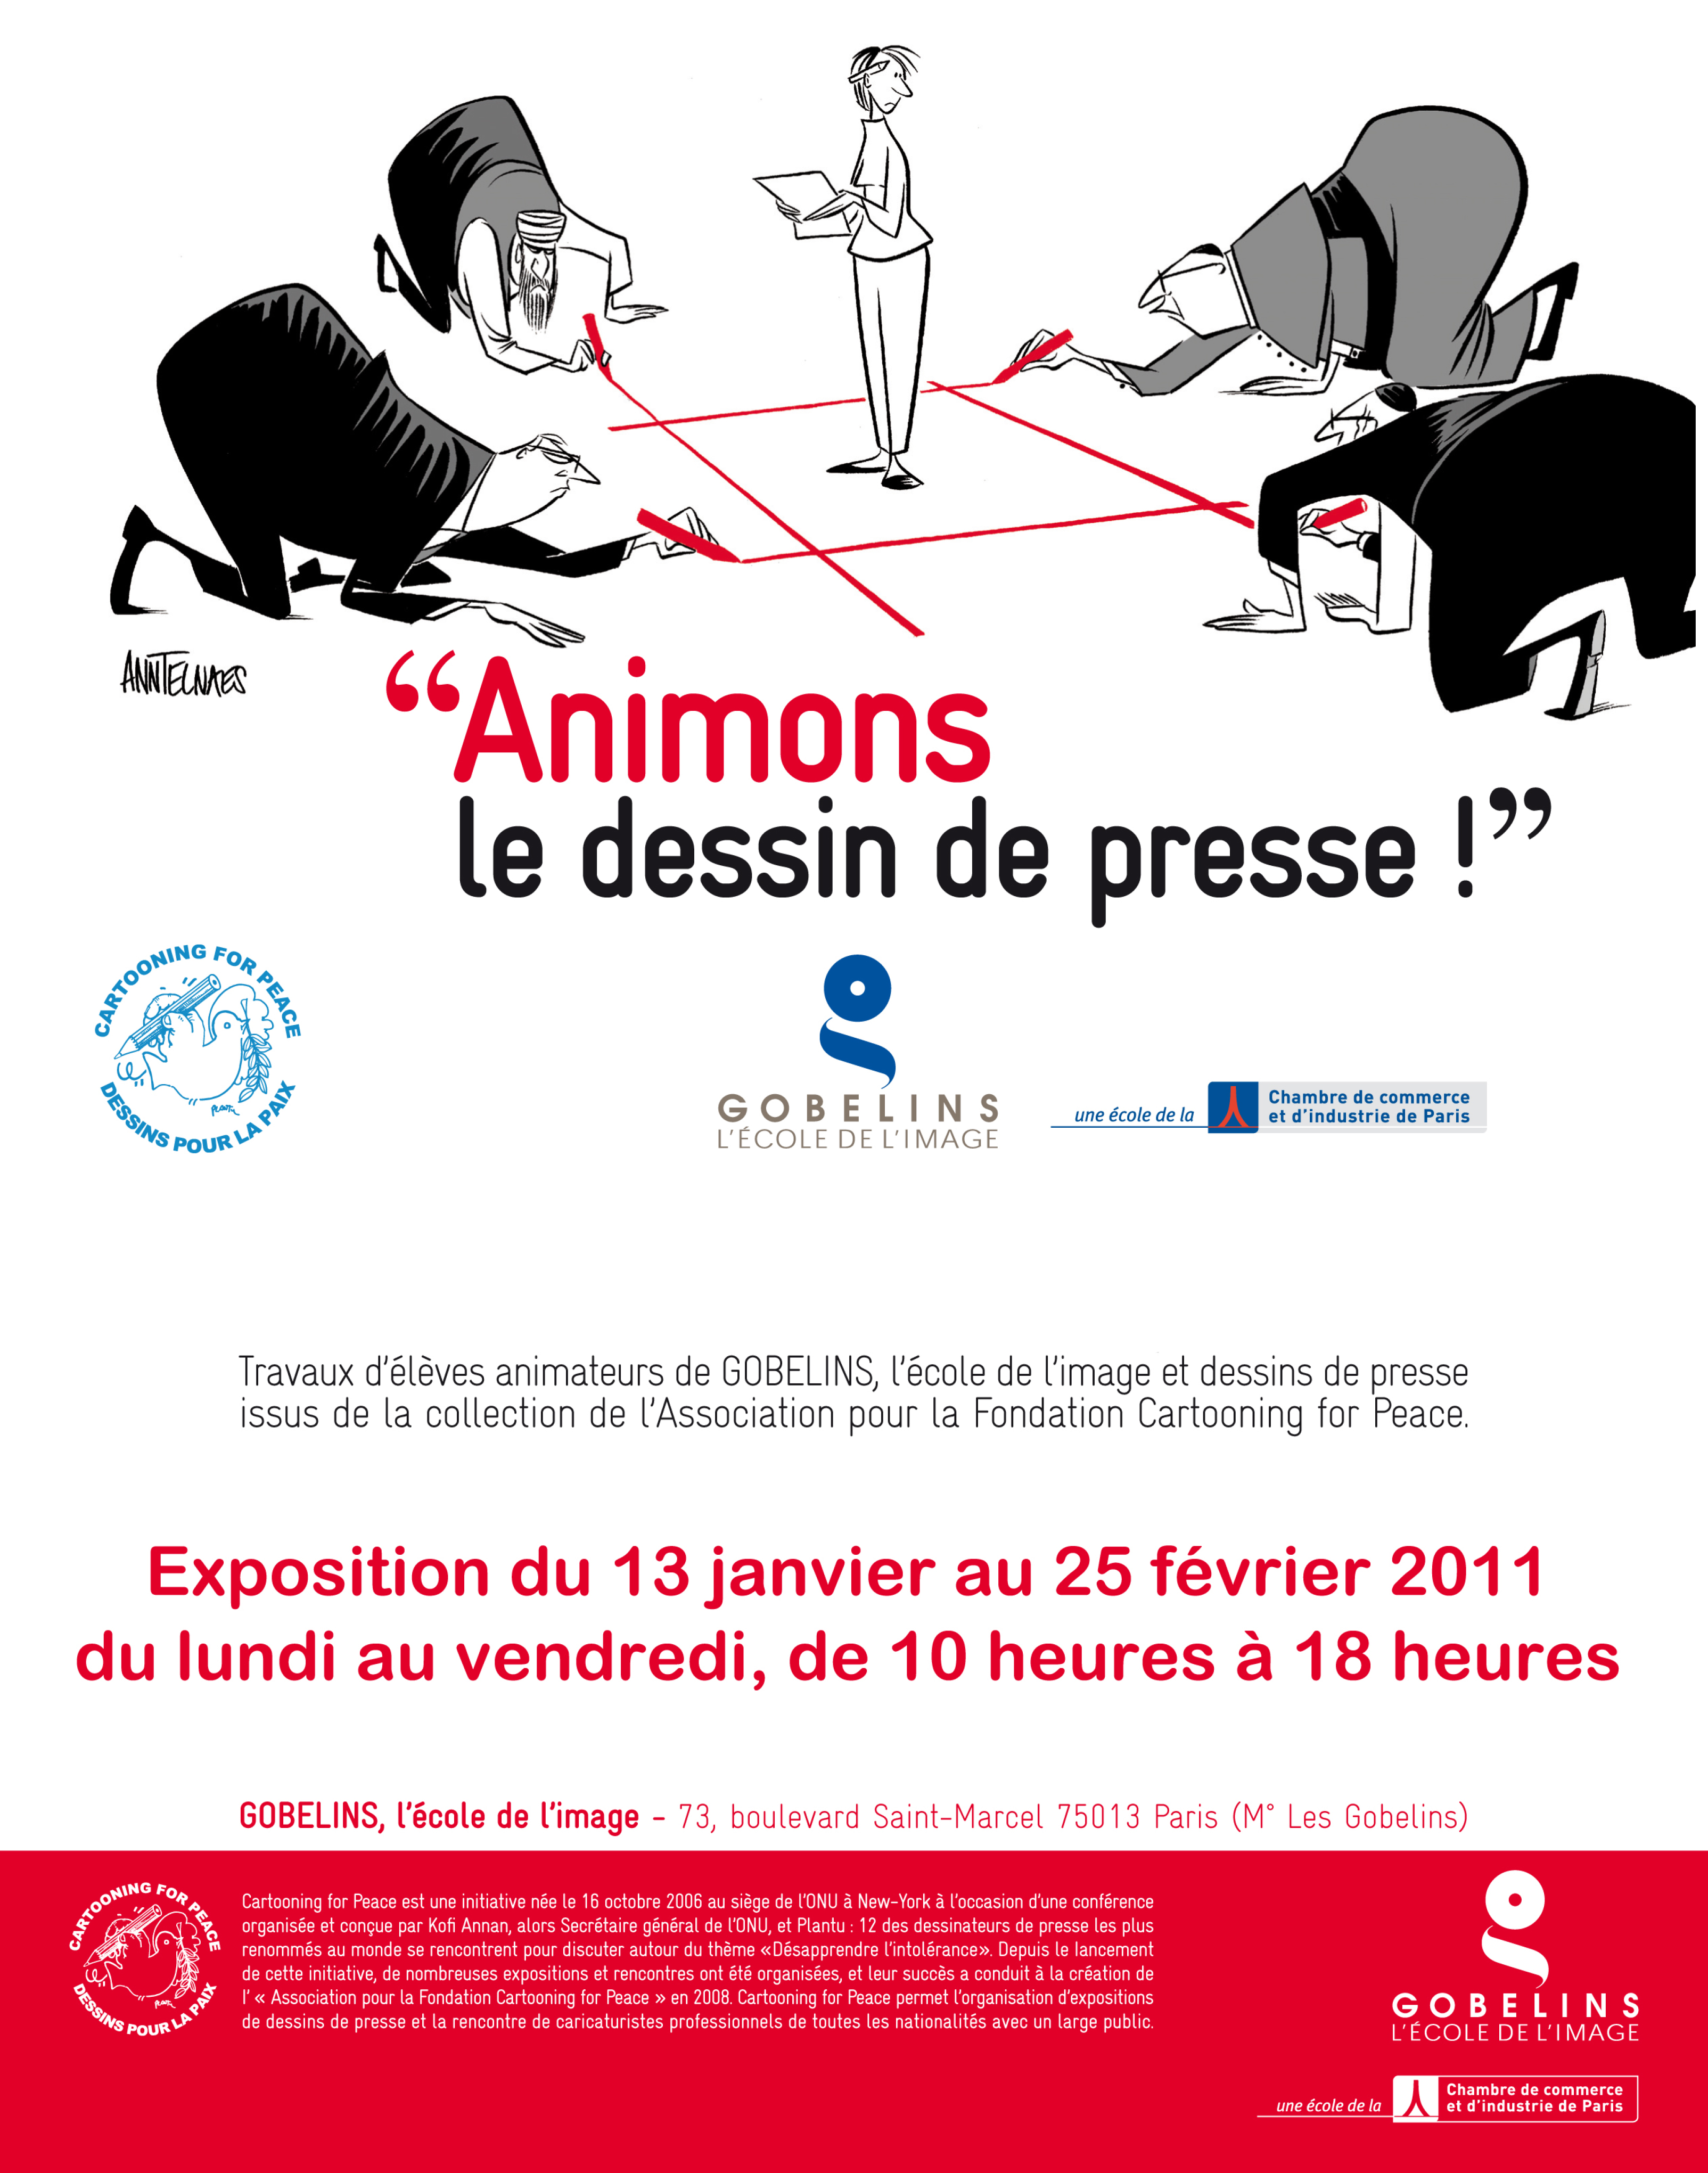 ANN TELNAES
“Animons
le dessin de presse !”
CARTOONING FOR PEACE
DESSINS POUR LA PAIX
PLANTU
g
GOBELINS
L'ÉCOLE DE L'IMAGE
une école de la
Chambre de commerce
et d'industrie de Paris
Travaux d'élèves animateurs de GOBELINS, l'école de l'image et dessins de presse
issus de la collection de l'Association pour la Fondation Cartooning for Peace.
Exposition du 13 janvier au 25 février 2011
du lundi au vendredi, de 10 heures à 18 heures
GOBELINS, l'école de l'image - 73, boulevard Saint-Marcel 75013 Paris (M° Les Gobelins)
CARTOONING FOR PEACE
DESSINS POUR LA PAIX
PLANTU
Cartooning for Peace est une initiative née le 16 octobre 2006 au siège de l'ONU à New-York à l'occasion d'une conférence
organisée et conçue par Kofi Annan, alors Secrétaire général de l'ONU, et Plantu : 12 des dessinateurs de presse les plus
renommés au monde se rencontrent pour discuter autour du thème «Désapprendre l'intolérance». Depuis le lancement
de cette initiative, de nombreuses expositions et rencontres ont été organisées, et leur succès a conduit à la création de
l' « Association pour la Fondation Cartooning for Peace » en 2008. Cartooning for Peace permet l'organisation d'expositions
de dessins de presse et la rencontre de caricaturistes professionnels de toutes les nationalités avec un large public.
g
GOBELINS
L'ÉCOLE DE L'IMAGE
une école de la
Chambre de commerce
et d'industrie de Paris